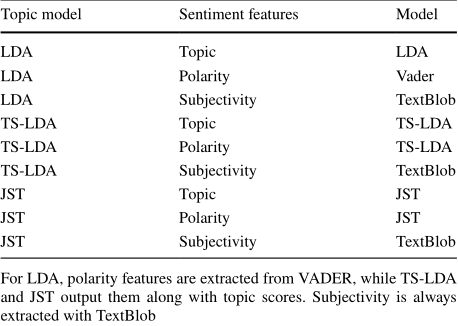 Topic model Sentiment features Model
LDA Topic LDA
LDA Polarity Vader
LDA Subjectivity TextBlob
TS-LDA Topic TS-LDA
TS-LDA Polarity TS-LDA
TS-LDA Subjectivity TextBlob
JST Topic JST
JST Polarity JST
JST Subjectivity TextBlob
For LDA, polarity features are extracted from VADER, while TS-LDA
and JST output them along with topic scores. Subjectivity is always
extracted with TextBlob